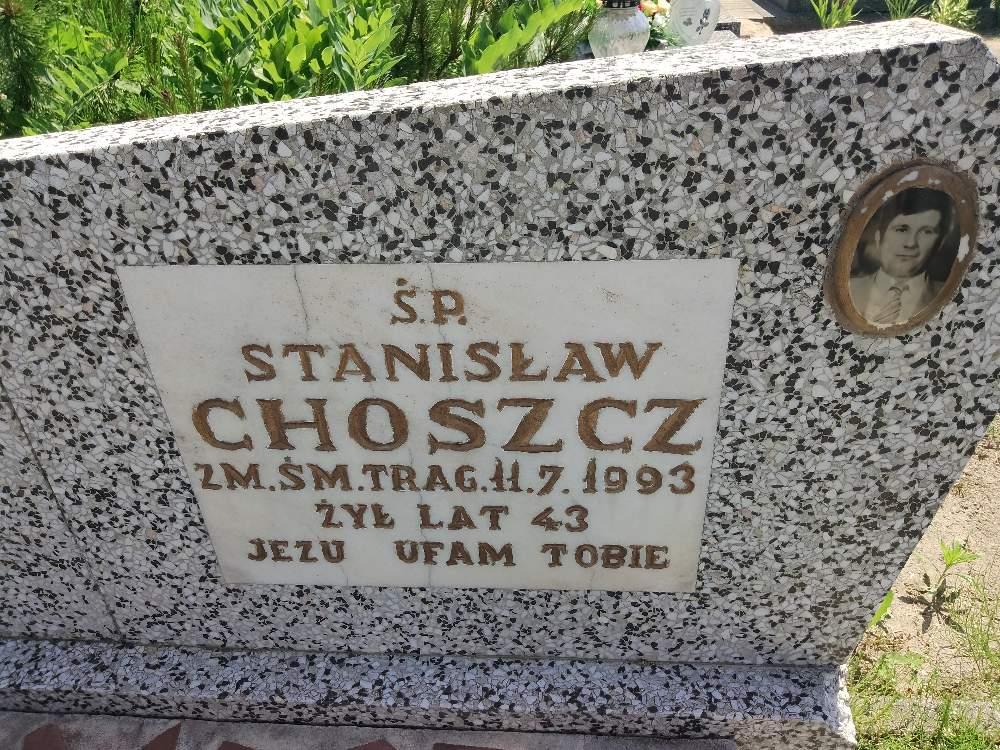 Ś.P.
STANISŁAW
CHOSZCZ
ZM.ŚM.TRAG.11.7.1993
ŻYŁ LAT 43
JEZU UFAM TOBIE